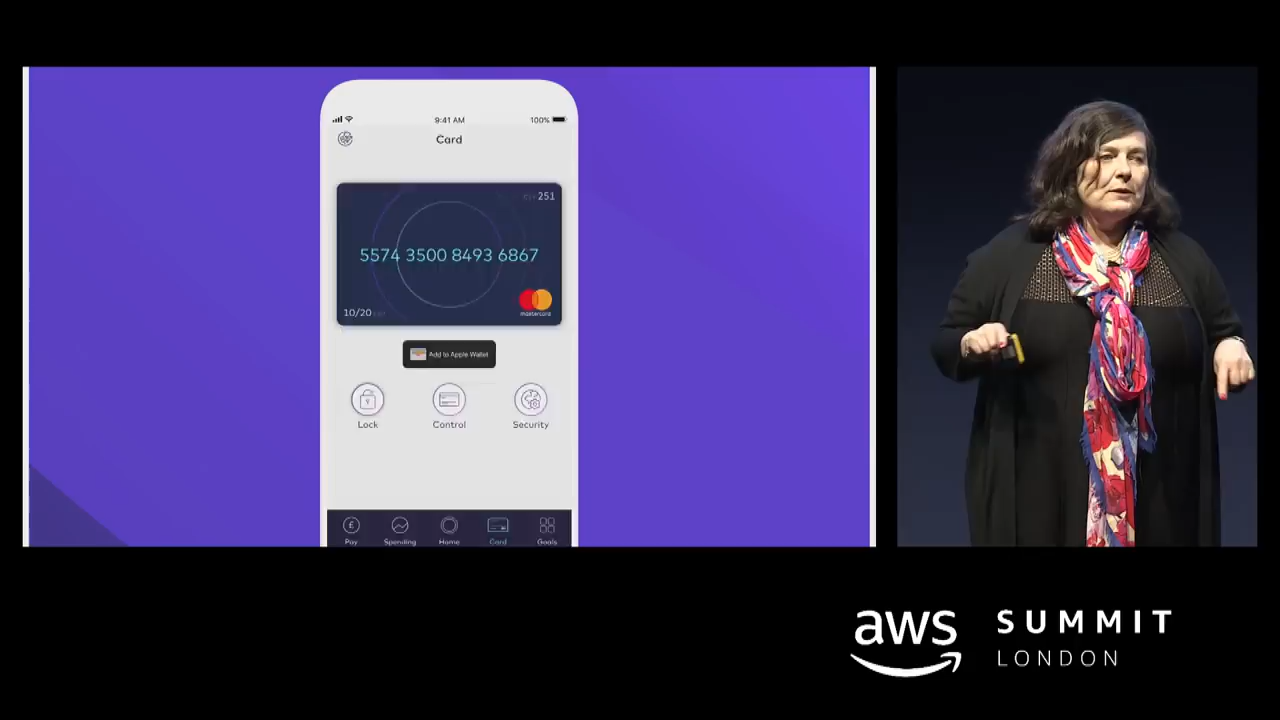 9:41 AM
100%
Card
251
5574 3500 8493 6867
10/20
mastercard
Add to Apple Wallet
Lock
Control
Security
£
Pay
Spending
Home
Card
Goals
aws
SUMMIT
LONDON